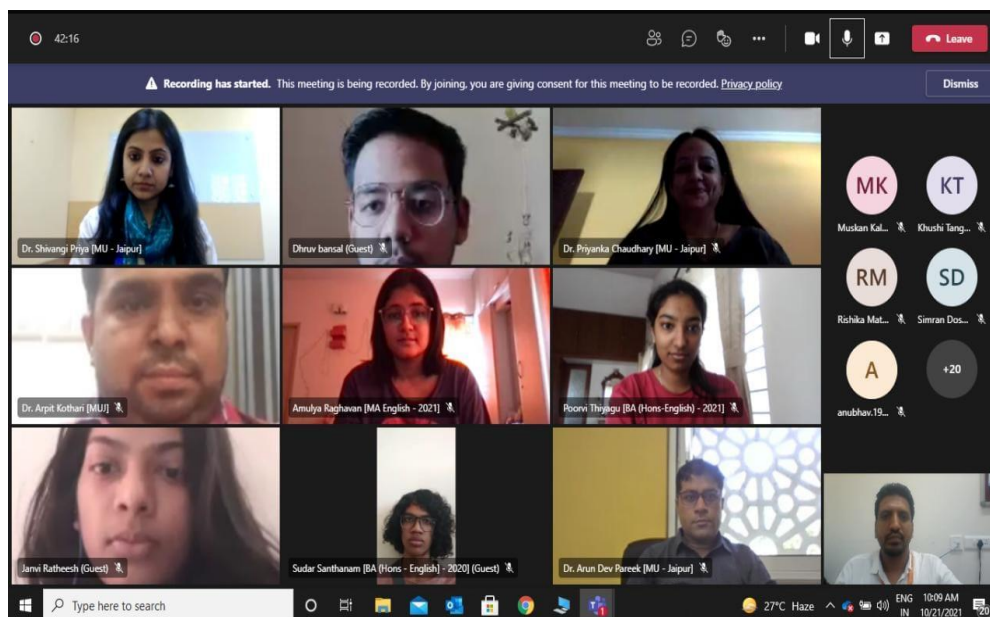 42:16
Leave
Recording has started. This meeting is being recorded. By joining, you are giving consent for this meeting to be recorded. Privacy policy
Dismiss
Dr. Shivangi Priya [MU - Jaipur]
Dhruv bansal (Guest)
Dr. Priyanka Chaudhary [MU - Jaipur]
MK
KT
Muskan Kal...
Khushi Tang...
RM
SD
Rishika Mat...
Simran Dos...
A
+20
anubhav.19...
Dr. Arpit Kothari [MUJ]
Amulya Raghavan [MA English - 2021]
Poorvi Thiyagu [BA (Hons-English) - 2021]
Janvi Ratheesh (Guest)
Sudar Santhanam [BA (Hons - English] - 2020] (Guest)
Dr. Arun Dev Pareek [MU - Jaipur]
Type here to search
27°C Haze
ENG
IN
10:09 AM
10/21/2021
20